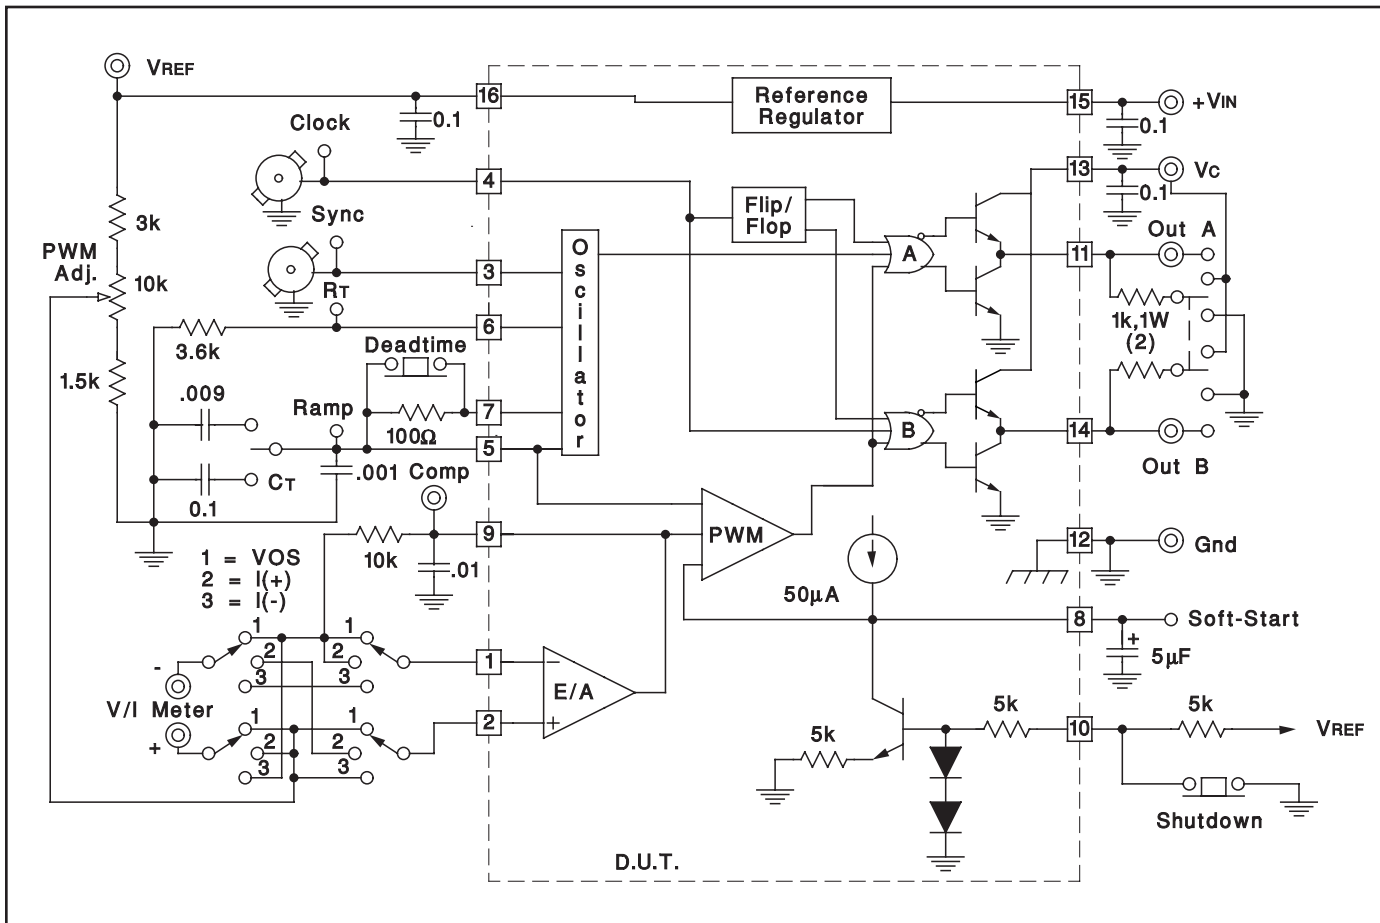 VREF
16
0.1
Reference
Regulator
15
+VIN
0.1
Clock
4
13
VC
0.1
Flip/
Flop
Sync
3k
PWM
Adj.
10k
3
RT
6
3.6k
1.5k
Oscillator
A
11
Out A
1k,1W
(2)
Deadtime
.009
7
100Ω
Ramp
5
.001
CT
0.1
Comp
B
14
Out B
9
10k
.01
PWM
12
Gnd
1 = VOS
2 = I(+)
3 = I(-)
50µA
8
Soft-Start
+
5µF
1
2
3
1
2
3
-
V/I Meter
+
1
2
3
1
2
3
1
2
−
E/A
+
5k
5k
10
5k
VREF
Shutdown
D.U.T.